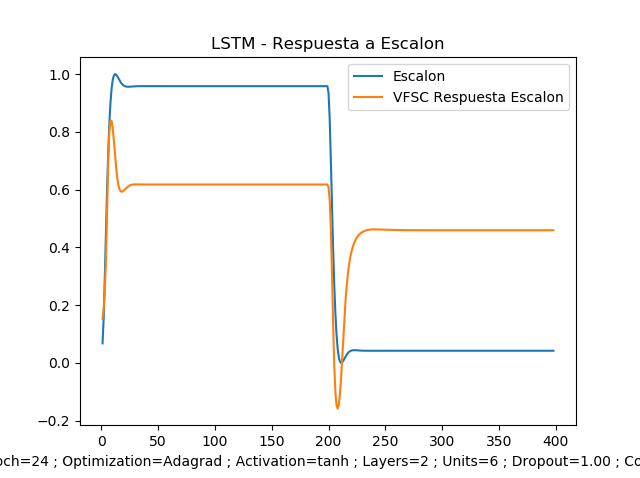 LSTM - Respuesta a Escalon
Escalon
VFSC Respuesta Escalon
1.0
0.8
0.6
0.4
0.2
0.0
−0.2
0 50 100 150 200 250 300 350 400
och=24 ; Optimization=Adagrad ; Activation=tanh ; Layers=2 ; Units=6 ; Dropout=1.00 ; Co